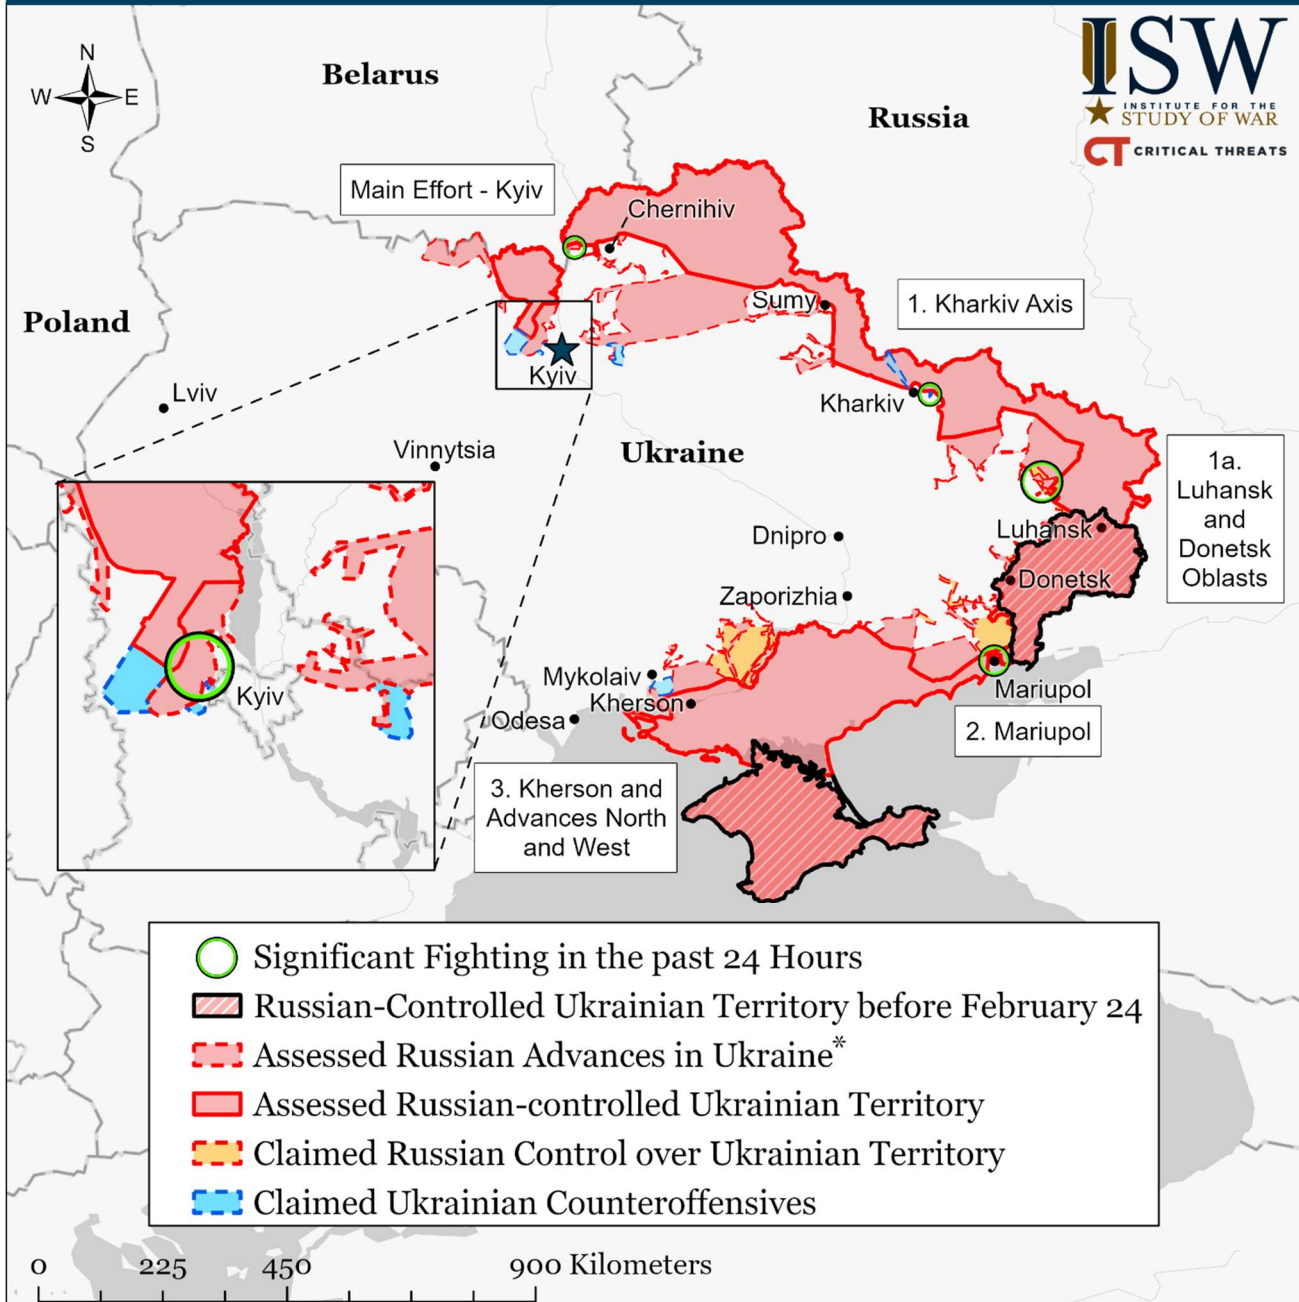 N
W E
S
Belarus
Russia
ISW
INSTITUTE FOR THE
STUDY OF WAR
CT CRITICAL THREATS
Main Effort - Kyiv
Chernihiv
Sumy
1. Kharkiv Axis
Poland
Kyiv
Lviv
Kharkiv
Vinnytsia
Ukraine
1a.
Luhansk
and
Donetsk
Oblasts
Dnipro
Luhansk
Donetsk
Zaporizhia
Mykolaiv
Kherson
Odesa
Mariupol
2. Mariupol
Kyiv
3. Kherson and
Advances North
and West
Significant Fighting in the past 24 Hours
Russian-Controlled Ukrainian Territory before February 24
Assessed Russian Advances in Ukraine*
Assessed Russian-controlled Ukrainian Territory
Claimed Russian Control over Ukrainian Territory
Claimed Ukrainian Counteroffensives
0 225 450 900 Kilometers